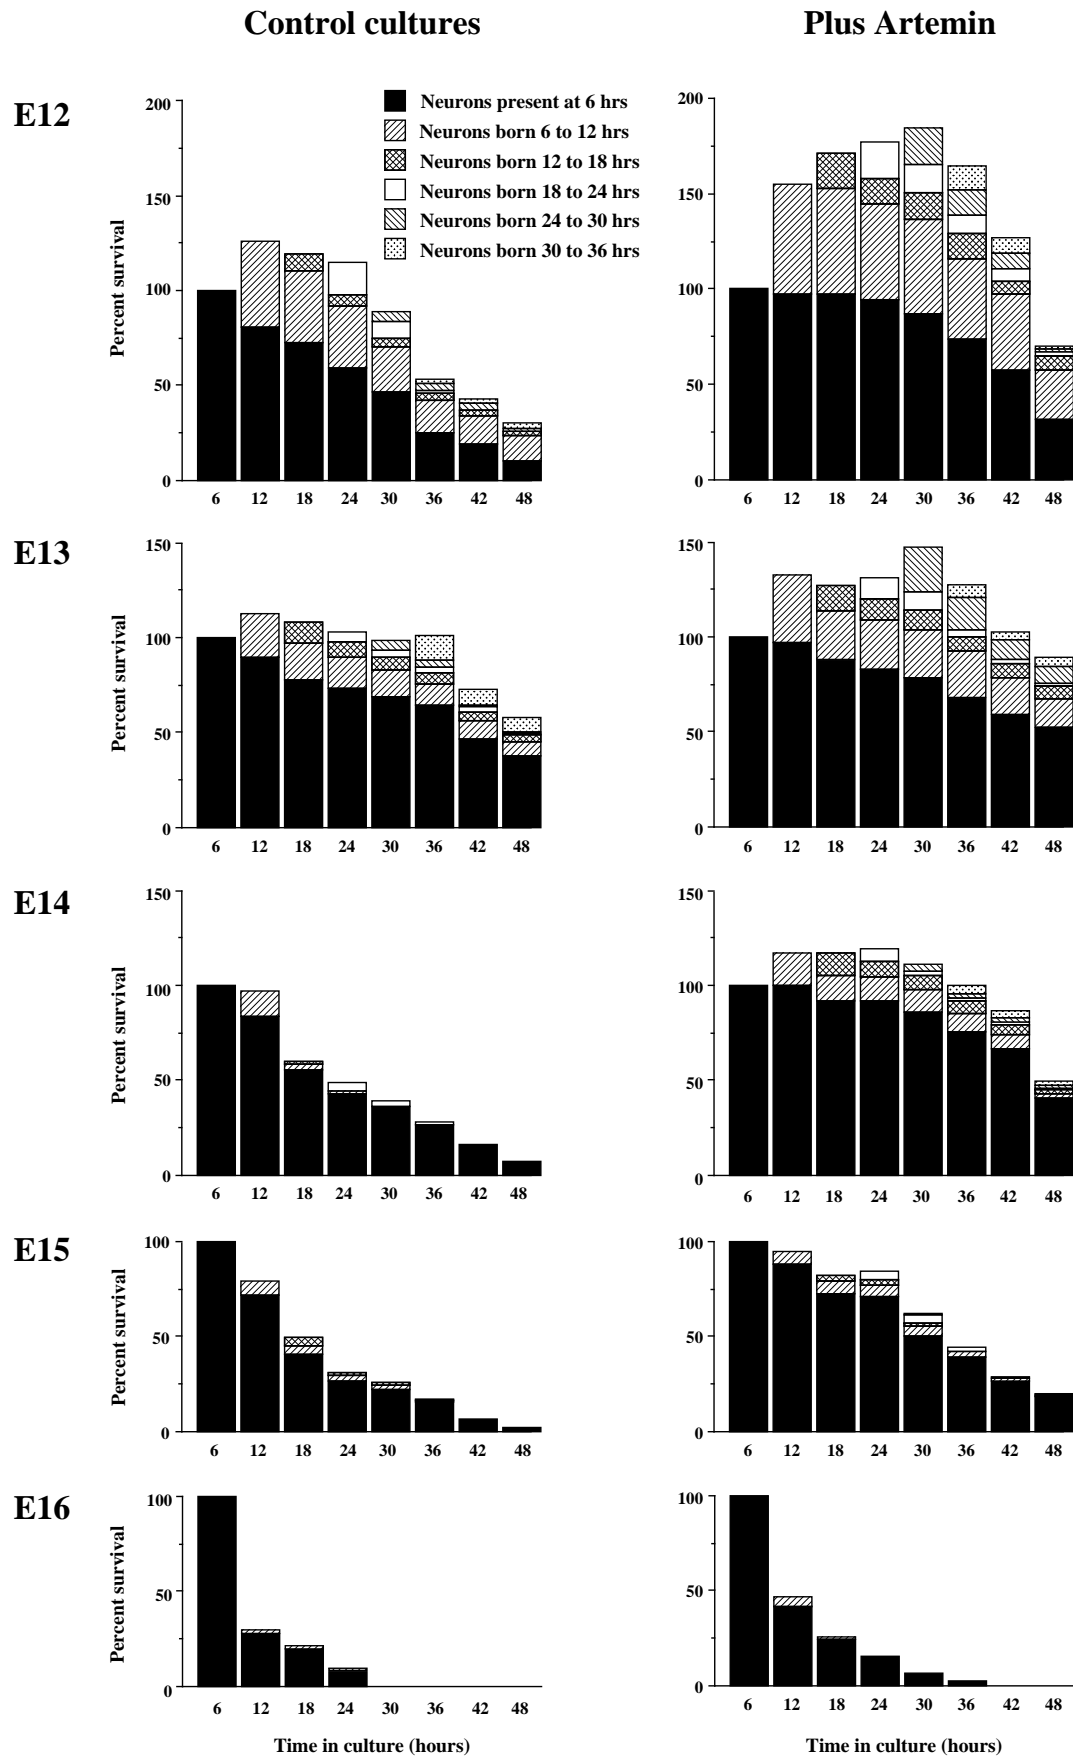 Control cultures
Plus Artemin
E12
Percent survival
200
150
100
50
0
6 12 18 24 30 36 42 48
Neurons present at 6 hrs
Neurons born 6 to 12 hrs
Neurons born 12 to 18 hrs
Neurons born 18 to 24 hrs
Neurons born 24 to 30 hrs
Neurons born 30 to 36 hrs
200
150
100
50
0
6 12 18 24 30 36 42 48
E13
Percent survival
150
100
50
0
6 12 18 24 30 36 42 48
150
100
50
0
6 12 18 24 30 36 42 48
E14
Percent survival
150
100
50
0
6 12 18 24 30 36 42 48
150
100
50
0
6 12 18 24 30 36 42 48
E15
Percent survival
100
50
0
6 12 18 24 30 36 42 48
100
50
0
6 12 18 24 30 36 42 48
E16
Percent survival
100
50
0
6 12 18 24 30 36 42 48
Time in culture (hours)
100
50
0
6 12 18 24 30 36 42 48
Time in culture (hours)